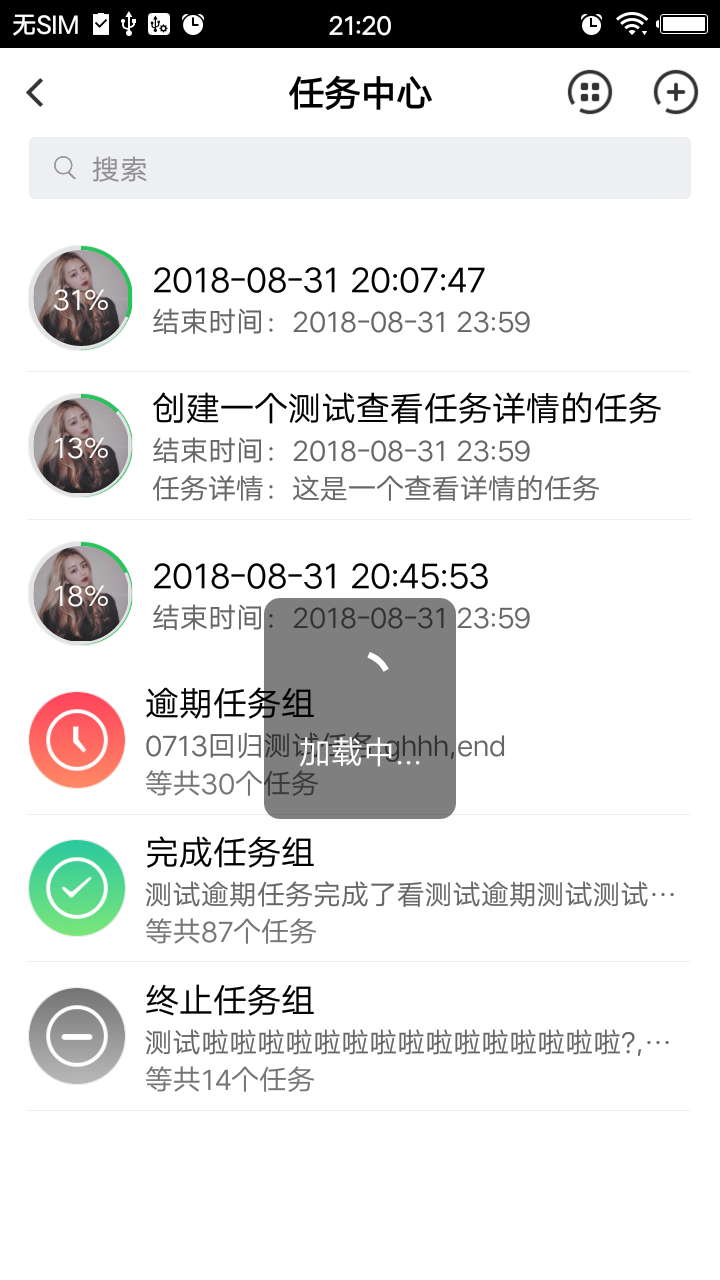 无SIM 21:20
任务中心
搜索
31%
2018-08-31 20:07:47
结束时间：2018-08-31 23:59
13%
创建一个测试查看任务详情的任务
结束时间：2018-08-31 23:59
任务详情：这是一个查看详情的任务
18%
2018-08-31 20:45:53
结束时间：2018-08-31 23:59
逾期任务组
0713回归测试任务,ghhh,end
加载中...
等共30个任务
完成任务组
测试逾期任务完成了看测试逾期测试测试…
等共87个任务
终止任务组
测试啦啦啦啦啦啦啦啦啦啦啦啦啦啦啦?,…
等共14个任务